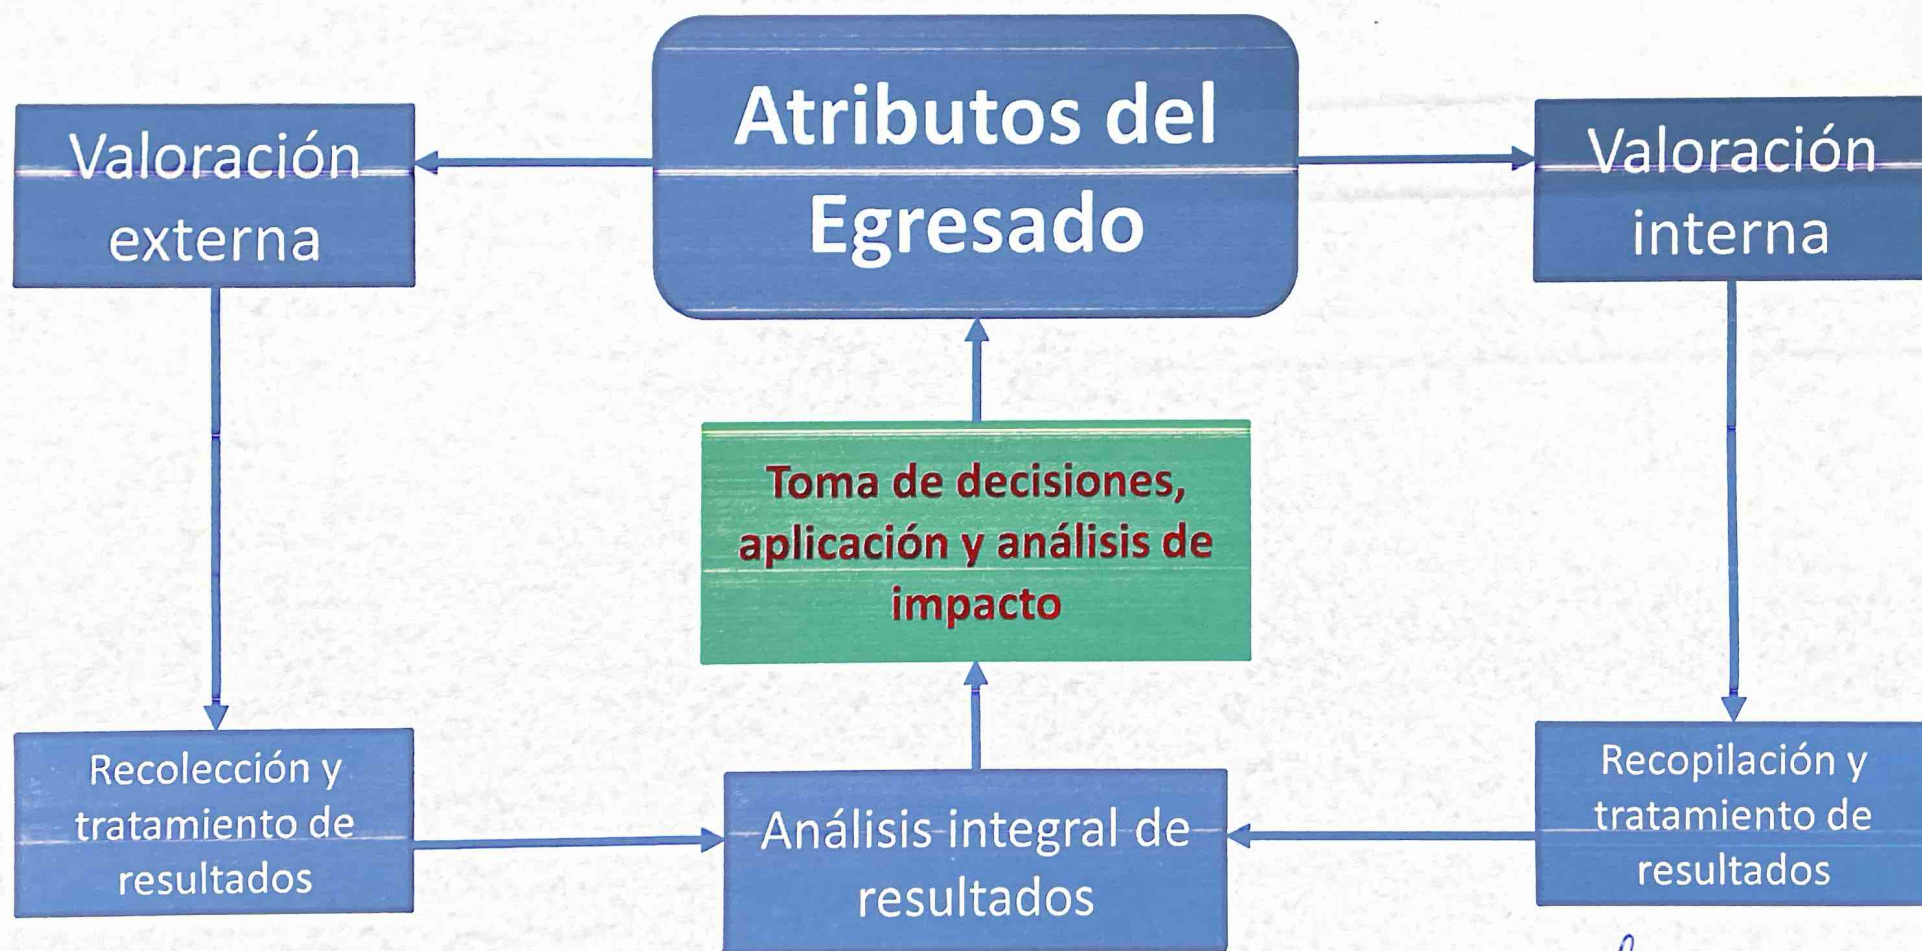 Atributos del
Egresado
Valoración
externa
Valoración
interna
Toma de decisiones,
aplicación y análisis de
impacto
Recolección y
tratamiento de
resultados
Análisis integral de
resultados
Recopilación y
tratamiento de
resultados